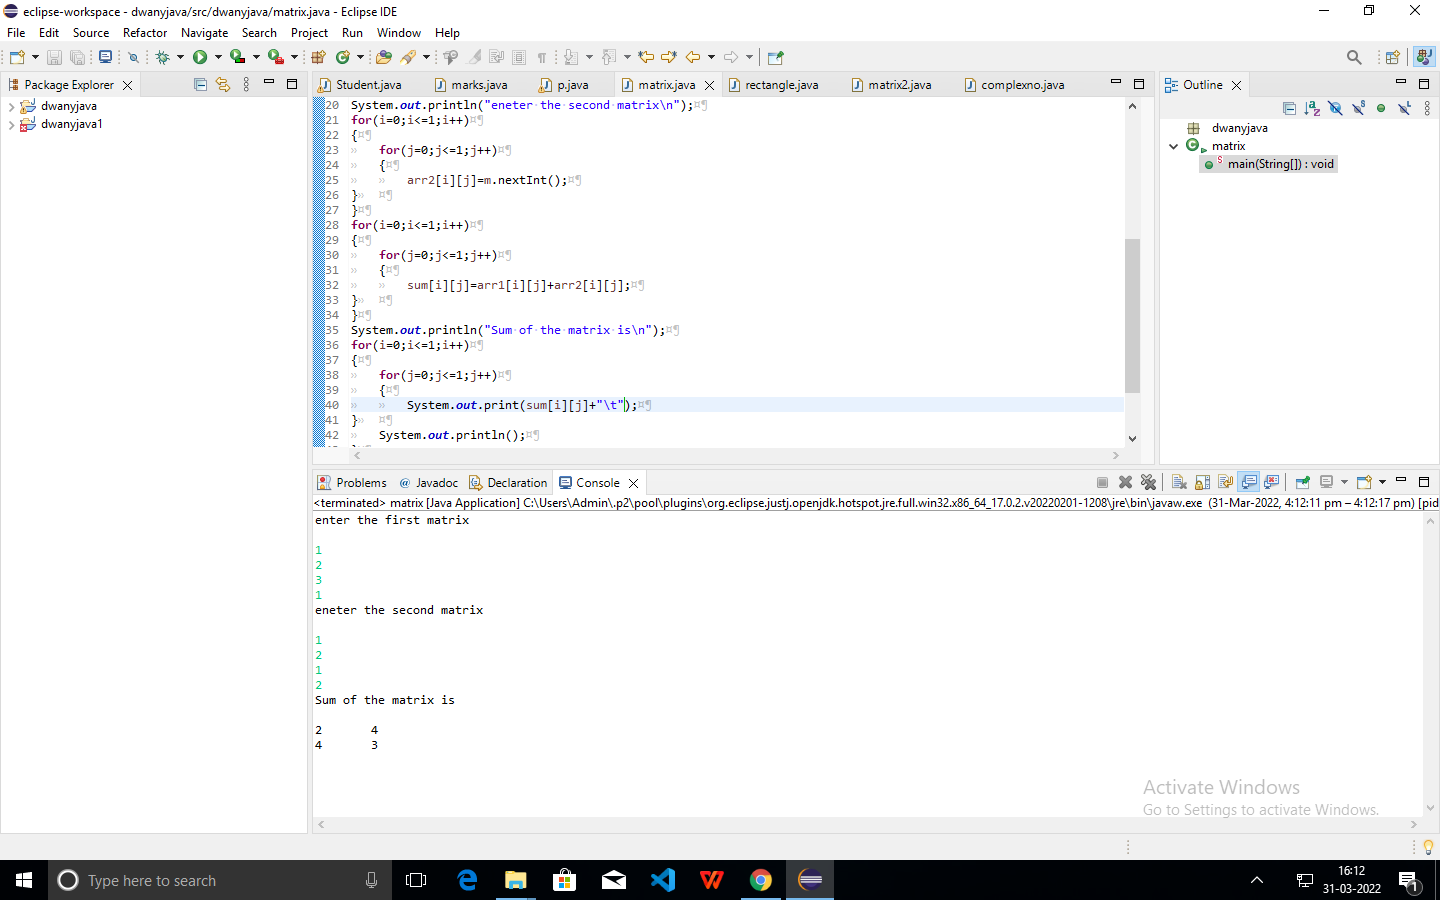 eclipse-workspace - dwanyjava/src/dwanyjava/matrix.java - Eclipse IDE
File Edit Source Refactor Navigate Search Project Run Window Help
Package Explorer
dwanyjava
dwanyjava1
Student.java marks.java p.java matrix.java rectangle.java matrix2.java complexno.java
20 System.out.println("eneter the second matrix\n");
21 for(i=0;i<=1;i++)
22 {
23 for(j=0;j<=1;j++)
24 {
25 arr2[i][j]=m.nextInt();
26 }
27 }
28 for(i=0;i<=1;i++)
29 {
30 for(j=0;j<=1;j++)
31 {
32 sum[i][j]=arr1[i][j]+arr2[i][j];
33 }
34 }
35 System.out.println("Sum of the matrix is\n");
36 for(i=0;i<=1;i++)
37 {
38 for(j=0;j<=1;j++)
39 {
40 System.out.print(sum[i][j]+"\t");
41 }
42 System.out.println();
Outline
dwanyjava
matrix
main(String[]) : void
Problems @ Javadoc Declaration Console
<terminated> matrix [Java Application] C:\Users\Admin\.p2\pool\plugins\org.eclipse.justj.openjdk.hotspot.jre.full.win32.x86_64_17.0.2.v20220201-1208\jre\bin\javaw.exe (31-Mar-2022, 4:12:11 pm – 4:12:17 pm) [pid
enter the first matrix
1
2
3
1
eneter the second matrix
1
2
1
2
Sum of the matrix is
2 4
4 3
Activate Windows
Go to Settings to activate Windows.
Type here to search
16:12
31-03-2022
1